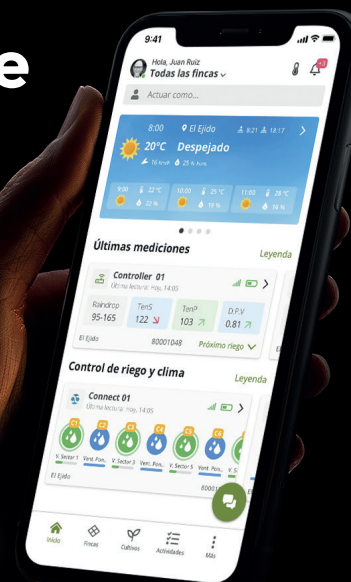 e
9:41
Hola, Juan Ruiz
Todas las fincas
+3
Actuar como...
8:00 El Ejido 8:21 18:17
20°C Despejado
16 km/h 25 % hum.
9:00 22 °C 10:00 25 °C 11:00 28 °C
22 % 19 % 16 %
Últimas mediciones Leyenda
Controller 01
Última lectura: Hoy, 14:05
Raindrop TenS TenP D.P.V
95-165 122 103 0.81
El Ejido 80001048 Próximo riego El
Control de riego y clima Leyenda
Connect 01
Última lectura: Hoy, 14:05
C1 C2 C3 C4 C5 C6
V. Sector 1 Vent. Pon... V. Sector 3 Vent. Pon... V. Sector 5 Vent. Pon... V. S
El Ejido 8000
Inicio Fincas Cultivos Actividades Más